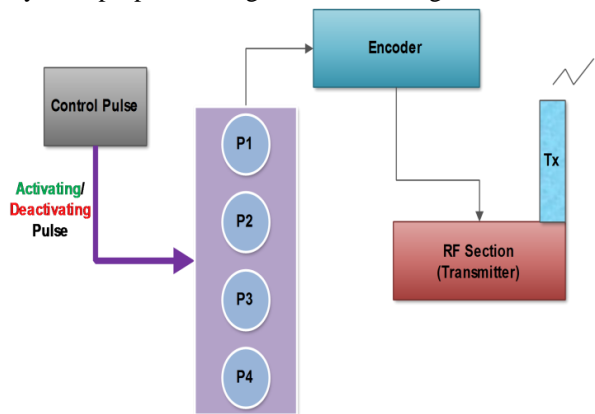 Encoder
Control Pulse
P1
Tx
Activating/
Deactivating
Pulse
P2
RF Section
(Transmitter)
P3
P4